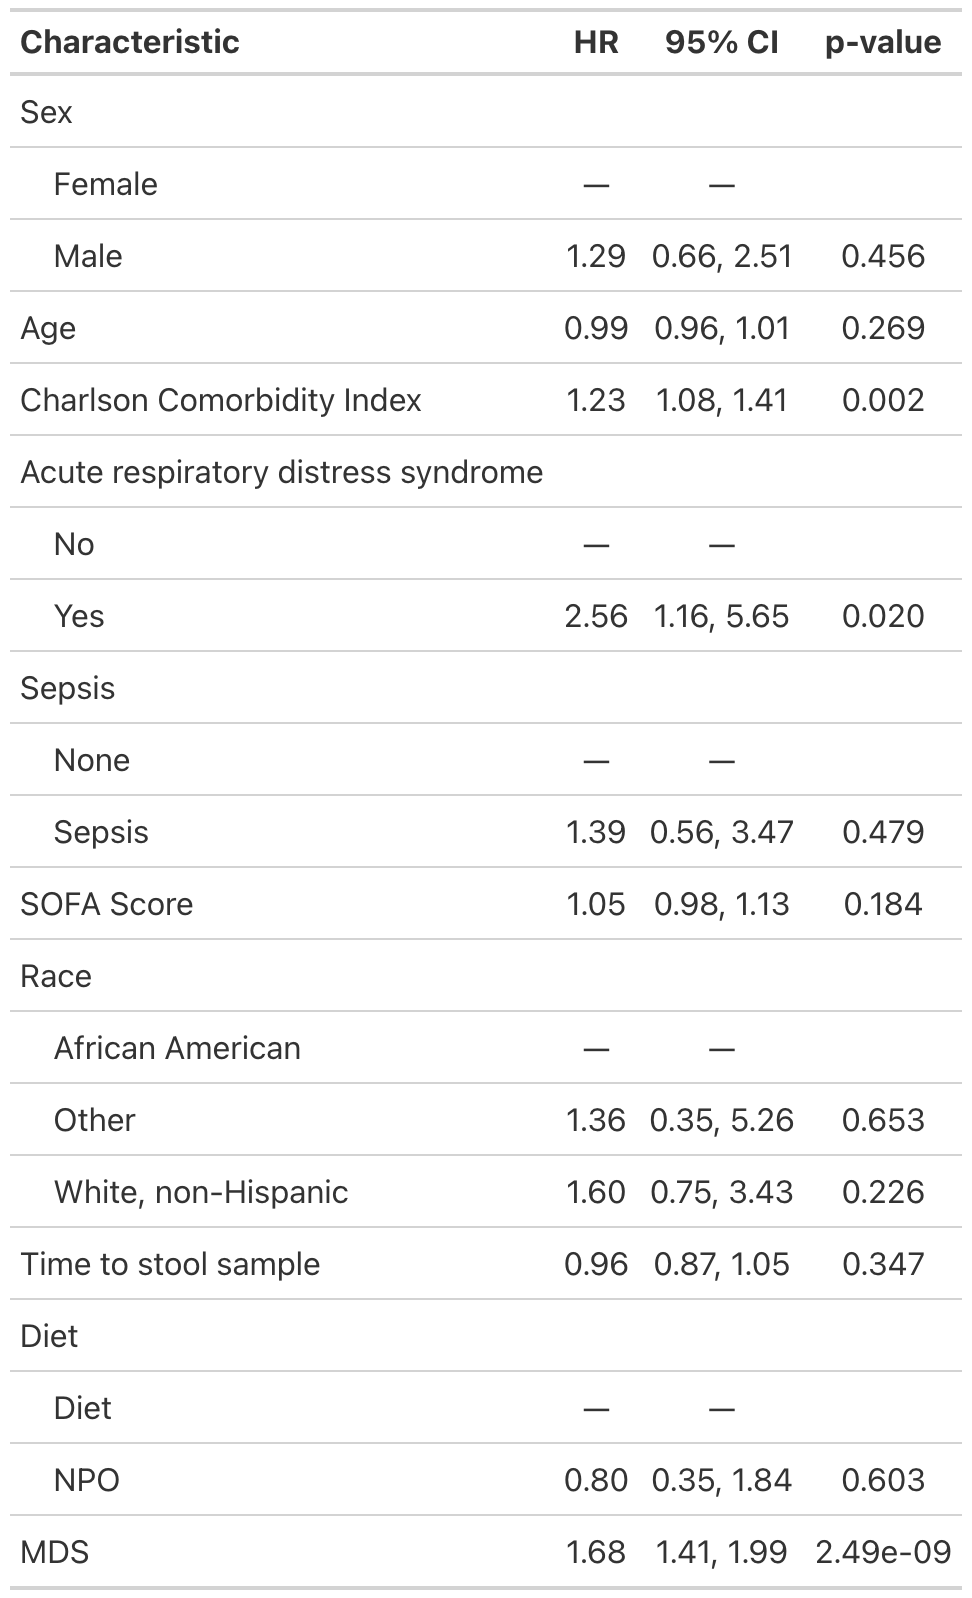 Characteristic HR 95% CI p-value
Sex
Female — —
Male 1.29 0.66, 2.51 0.456
Age 0.99 0.96, 1.01 0.269
Charlson Comorbidity Index 1.23 1.08, 1.41 0.002
Acute respiratory distress syndrome
No — —
Yes 2.56 1.16, 5.65 0.020
Sepsis
None — —
Sepsis 1.39 0.56, 3.47 0.479
SOFA Score 1.05 0.98, 1.13 0.184
Race
African American — —
Other 1.36 0.35, 5.26 0.653
White, non-Hispanic 1.60 0.75, 3.43 0.226
Time to stool sample 0.96 0.87, 1.05 0.347
Diet
Diet — —
NPO 0.80 0.35, 1.84 0.603
MDS 1.68 1.41, 1.99 2.49e-09